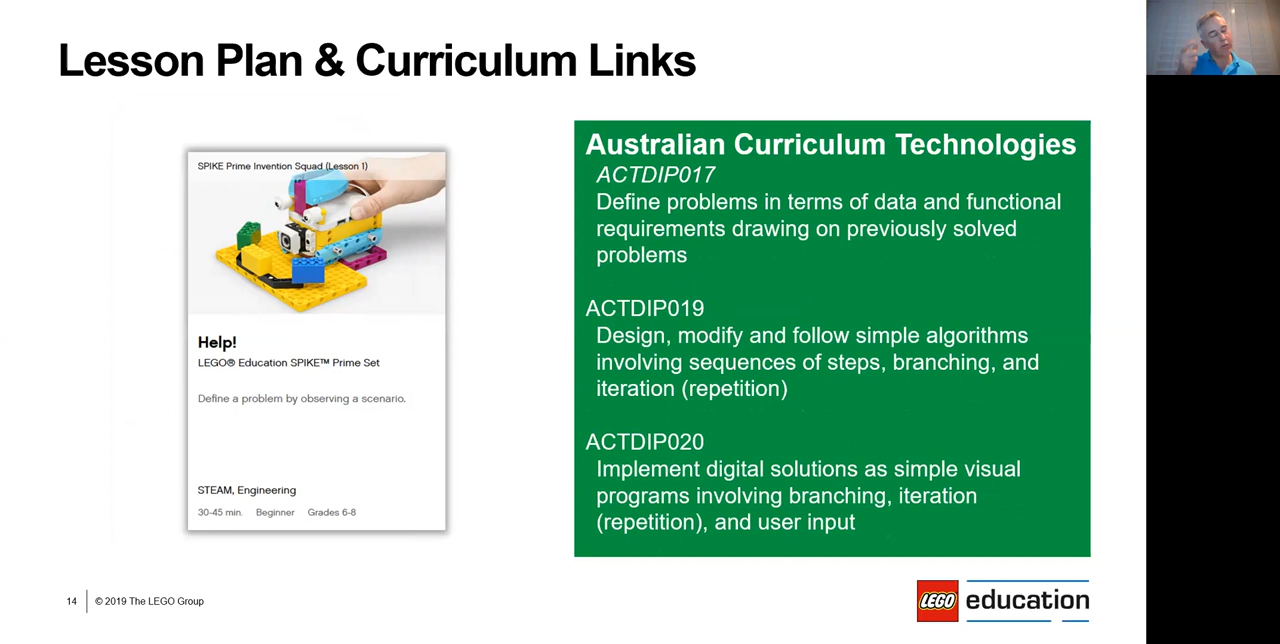 Lesson Plan & Curriculum Links
SPIKE Prime Invention Squad (Lesson 1)
Help!
LEGO® Education SPIKE™ Prime Set
Define a problem by observing a scenario.
STEAM, Engineering
30-45 min. Beginner Grades 6-8
Australian Curriculum Technologies
ACTDIP017
Define problems in terms of data and functional
requirements drawing on previously solved
problems
ACTDIP019
Design, modify and follow simple algorithms
involving sequences of steps, branching, and
iteration (repetition)
ACTDIP020
Implement digital solutions as simple visual
programs involving branching, iteration
(repetition), and user input
14 © 2019 The LEGO Group
LEGO education